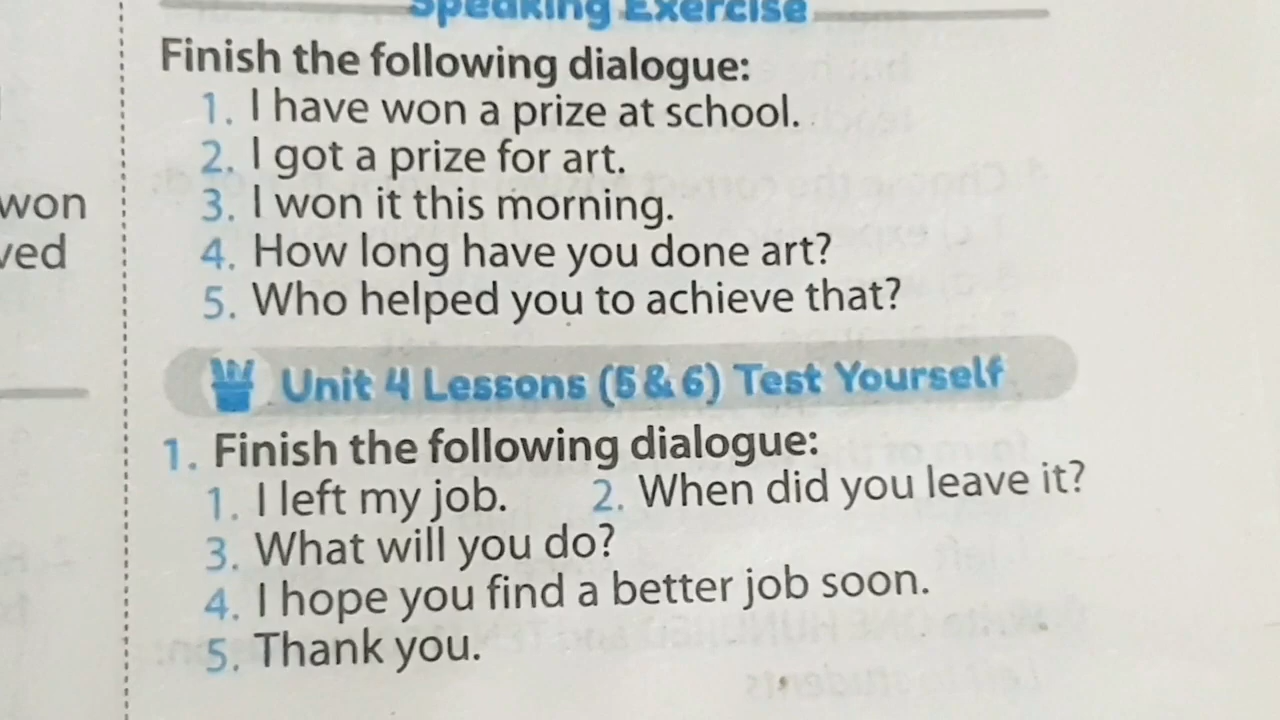 Speaking Exercise
Finish the following dialogue:
1. I have won a prize at school.
2. I got a prize for art.
won
3. I won it this morning.
ved
4. How long have you done art?
5. Who helped you to achieve that?
Unit 4 Lessons (5 & 6) Test Yourself
1. Finish the following dialogue:
1. I left my job. 2. When did you leave it?
3. What will you do?
4. I hope you find a better job soon.
5. Thank you.